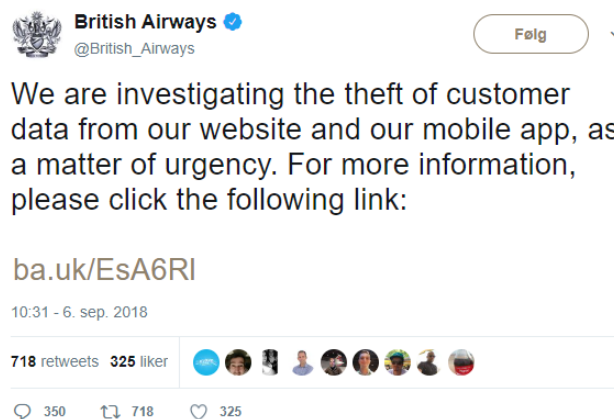 British Airways
@British_Airways
Følg
We are investigating the theft of customer
data from our website and our mobile app, as
a matter of urgency. For more information,
please click the following link:
ba.uk/EsA6RI
10:31 - 6. sep. 2018
718 retweets 325 liker
350 718 325